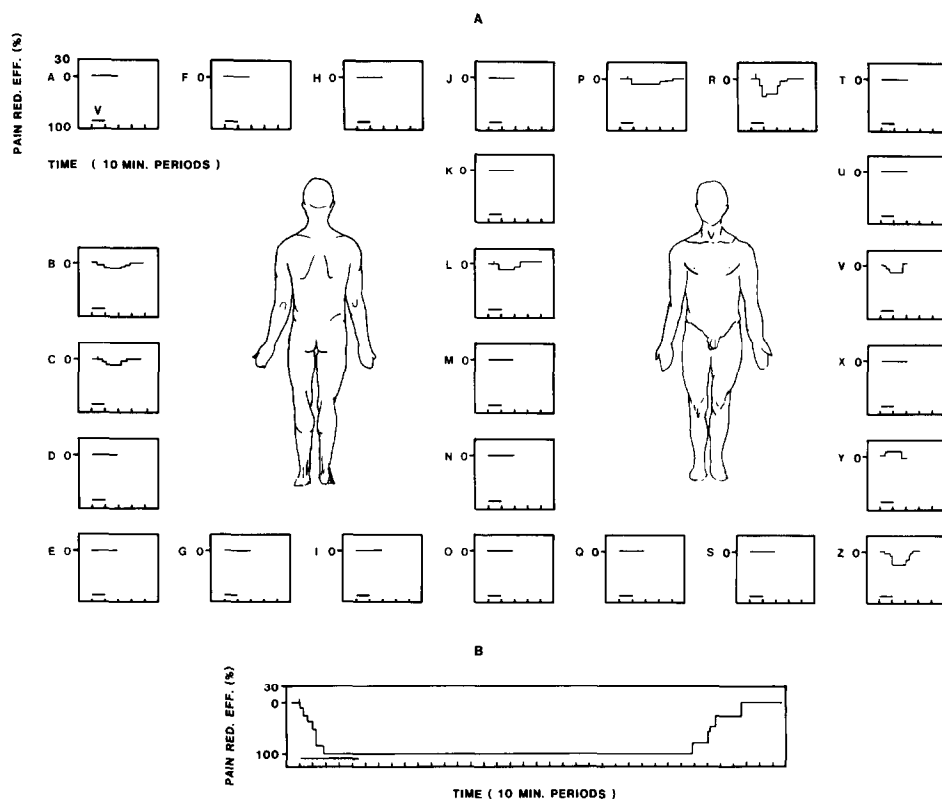 A
PAIN RED. EFF. (%)
30
A 0
V
100
F 0
H 0
J 0
P 0
R 0
T 0
TIME ( 10 MIN. PERIODS )
K 0
U 0
V
B 0
L 0
V 0
C 0
M 0
X 0
D 0
N 0
Y 0
E 0
G 0
I 0
O 0
Q 0
S 0
Z 0
B
PAIN RED. EFF. (%)
30
0
100
TIME ( 10 MIN. PERIODS )